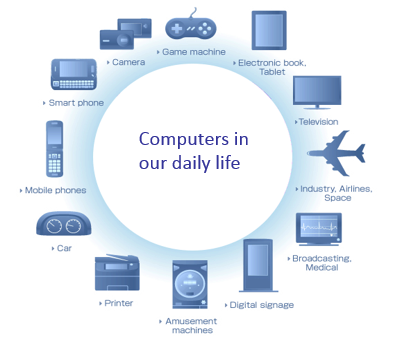 Game machine
Camera
Electronic book,
Tablet
Smart phone
Television
Computers in
our daily life
Mobile phones
Industry, Airlines,
Space
Car
Broadcasting,
Medical
Printer
Digital signage
Amusement
machines